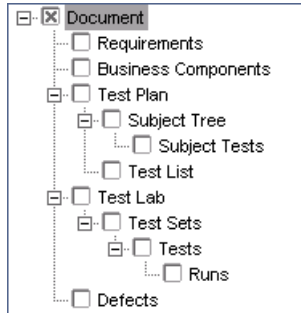 Document
Requirements
Business Components
Test Plan
Subject Tree
Subject Tests
Test List
Test Lab
Test Sets
Tests
Runs
Defects